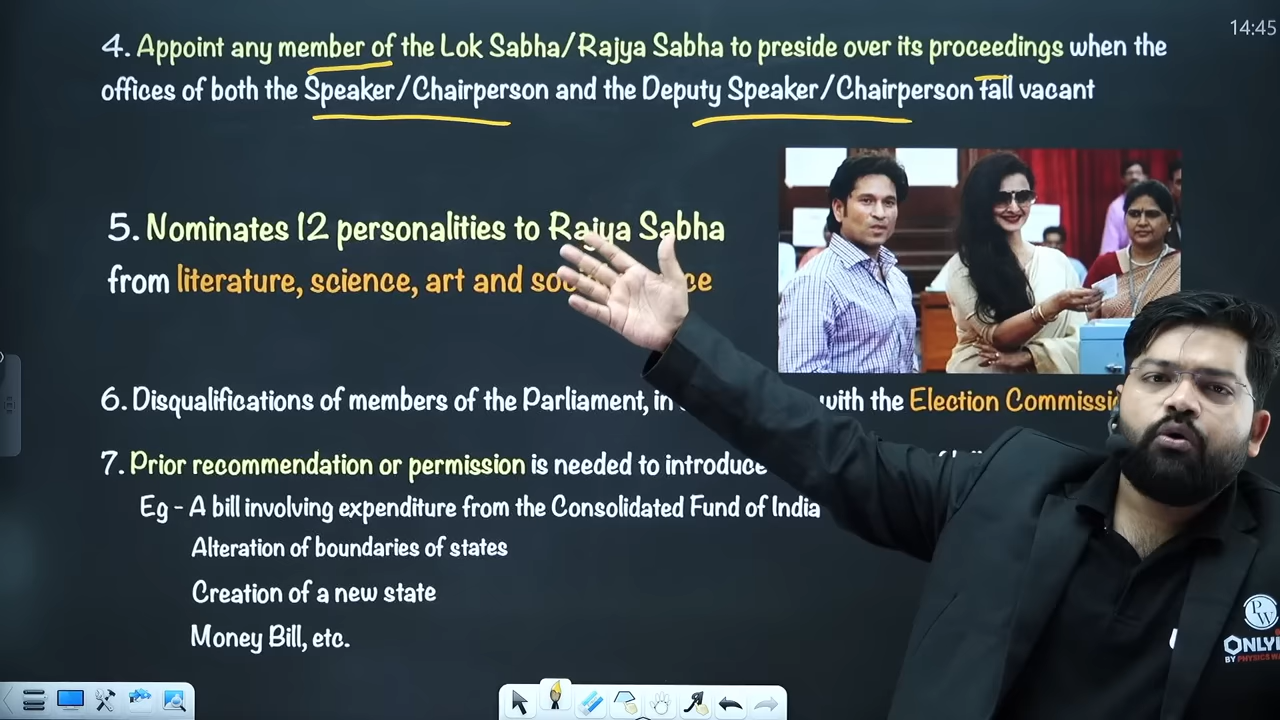 14:45
4. Appoint any member of the Lok Sabha/Rajya Sabha to preside over its proceedings when the
offices of both the Speaker/Chairperson and the Deputy Speaker/Chairperson fall vacant
5. Nominates 12 personalities to Rajya Sabha
from literature, science, art and
6. Disqualifications of members of the Parliament, with the Election
7. Prior recommendation or permission is needed to introduce
Eg - A bill involving expenditure from the Consolidated Fund of India
Alteration of boundaries of states
Creation of a new state
Money Bill, etc.
PW
BY PHYSICS